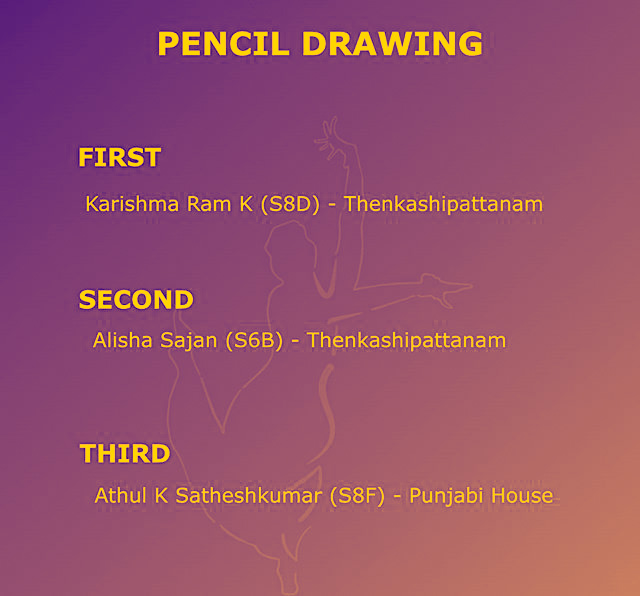 PENCIL DRAWING
FIRST
Karishma Ram K (S8D) - Thenkashipattanam
SECOND
Alisha Sajan (S6B) - Thenkashipattanam
THIRD
Athul K Satheshkumar (S8F) - Punjabi House